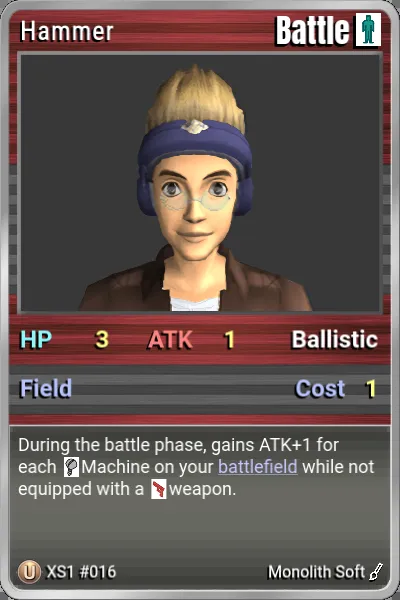 Hammer Battle
HP 3 ATK 1 Ballistic
Field Cost 1
During the battle phase, gains ATK+1 for
each Machine on your battlefield while not
equipped with a weapon.
U XS1 #016 Monolith Soft